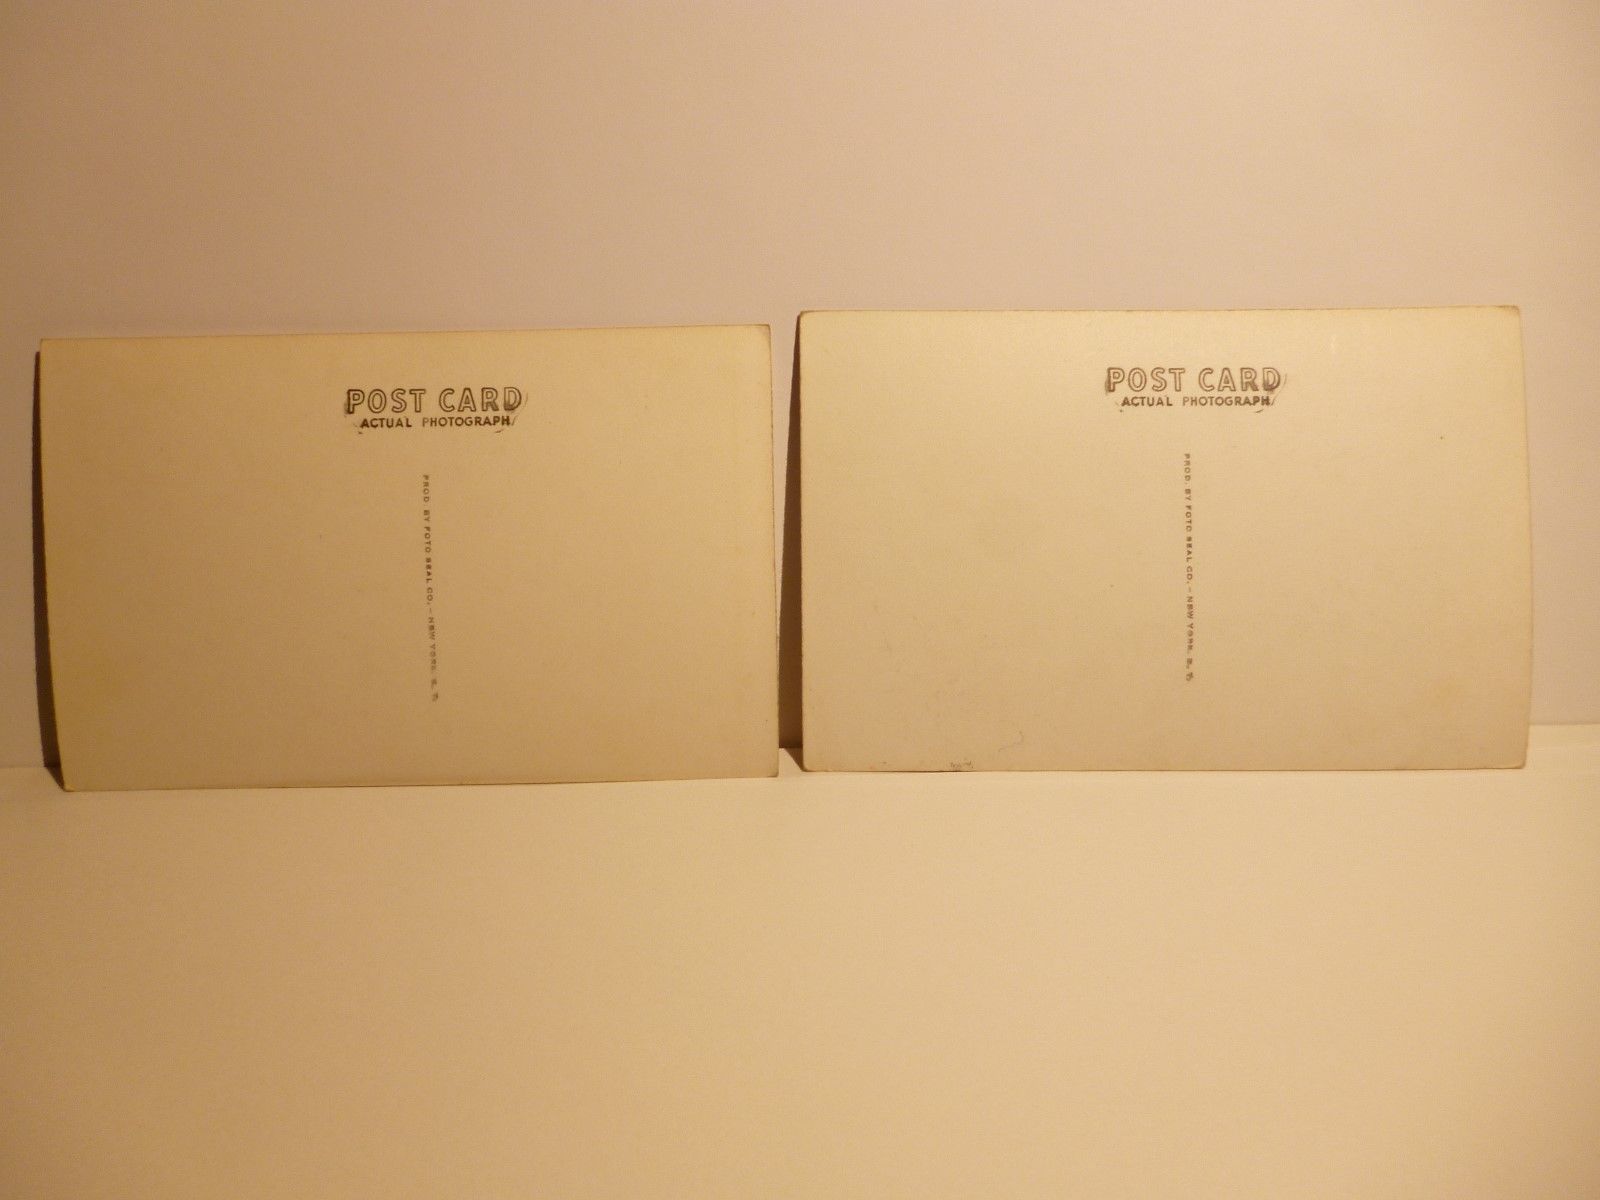 POST CARD
ACTUAL PHOTOGRAPH
PROD. BY FOTO SEAL CO. – NEW YORK
POST CARD
ACTUAL PHOTOGRAPH
PROD. BY FOTO SEAL CO. – NEW YORK